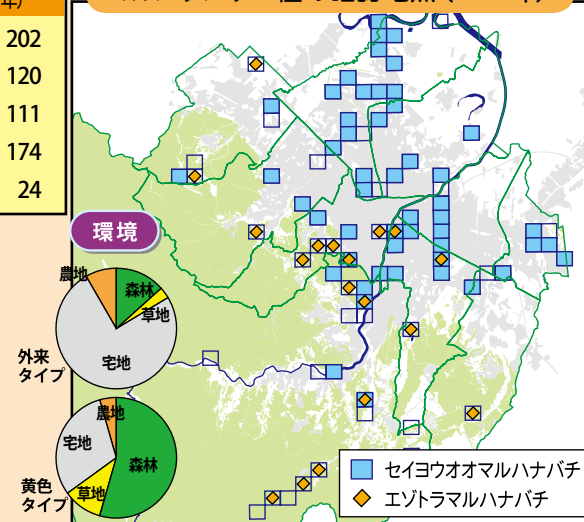 年）
202
120
111
174
24
環境
農地
森林
草地
宅地
外来
タイプ
農地
宅地
森林
草地
黄色
タイプ
セイヨウオオマルハナバチ
エゾトラマルハナバチ